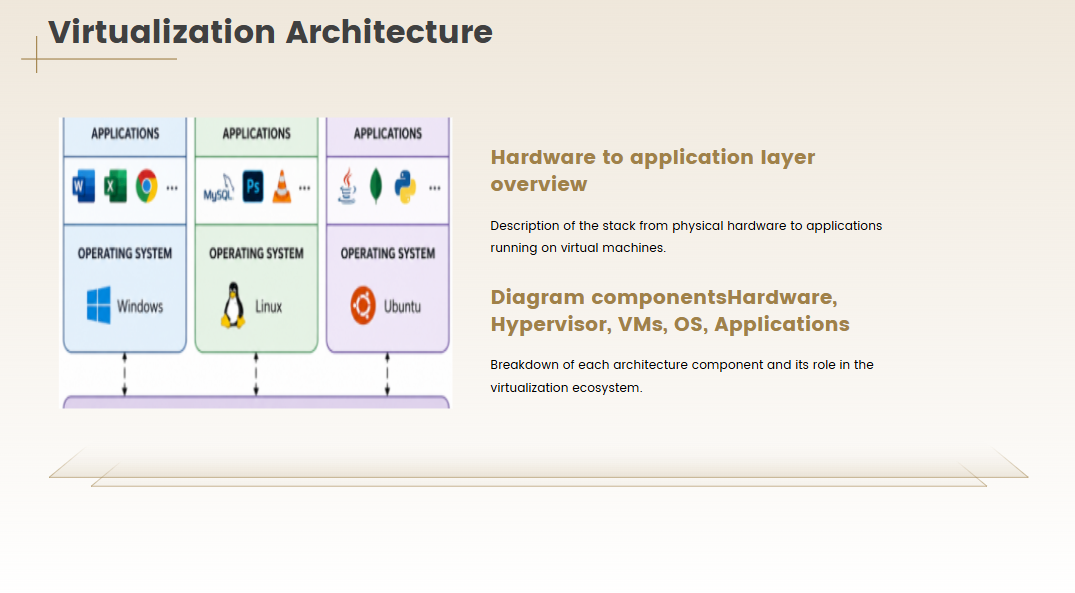 Virtualization Architecture
APPLICATIONS APPLICATIONS APPLICATIONS
W X ... MySQL Ps ... ...
OPERATING SYSTEM OPERATING SYSTEM OPERATING SYSTEM
Windows Linux Ubuntu
Hardware to application layer
overview
Description of the stack from physical hardware to applications
running on virtual machines.
Diagram componentsHardware,
Hypervisor, VMs, OS, Applications
Breakdown of each architecture component and its role in the
virtualization ecosystem.